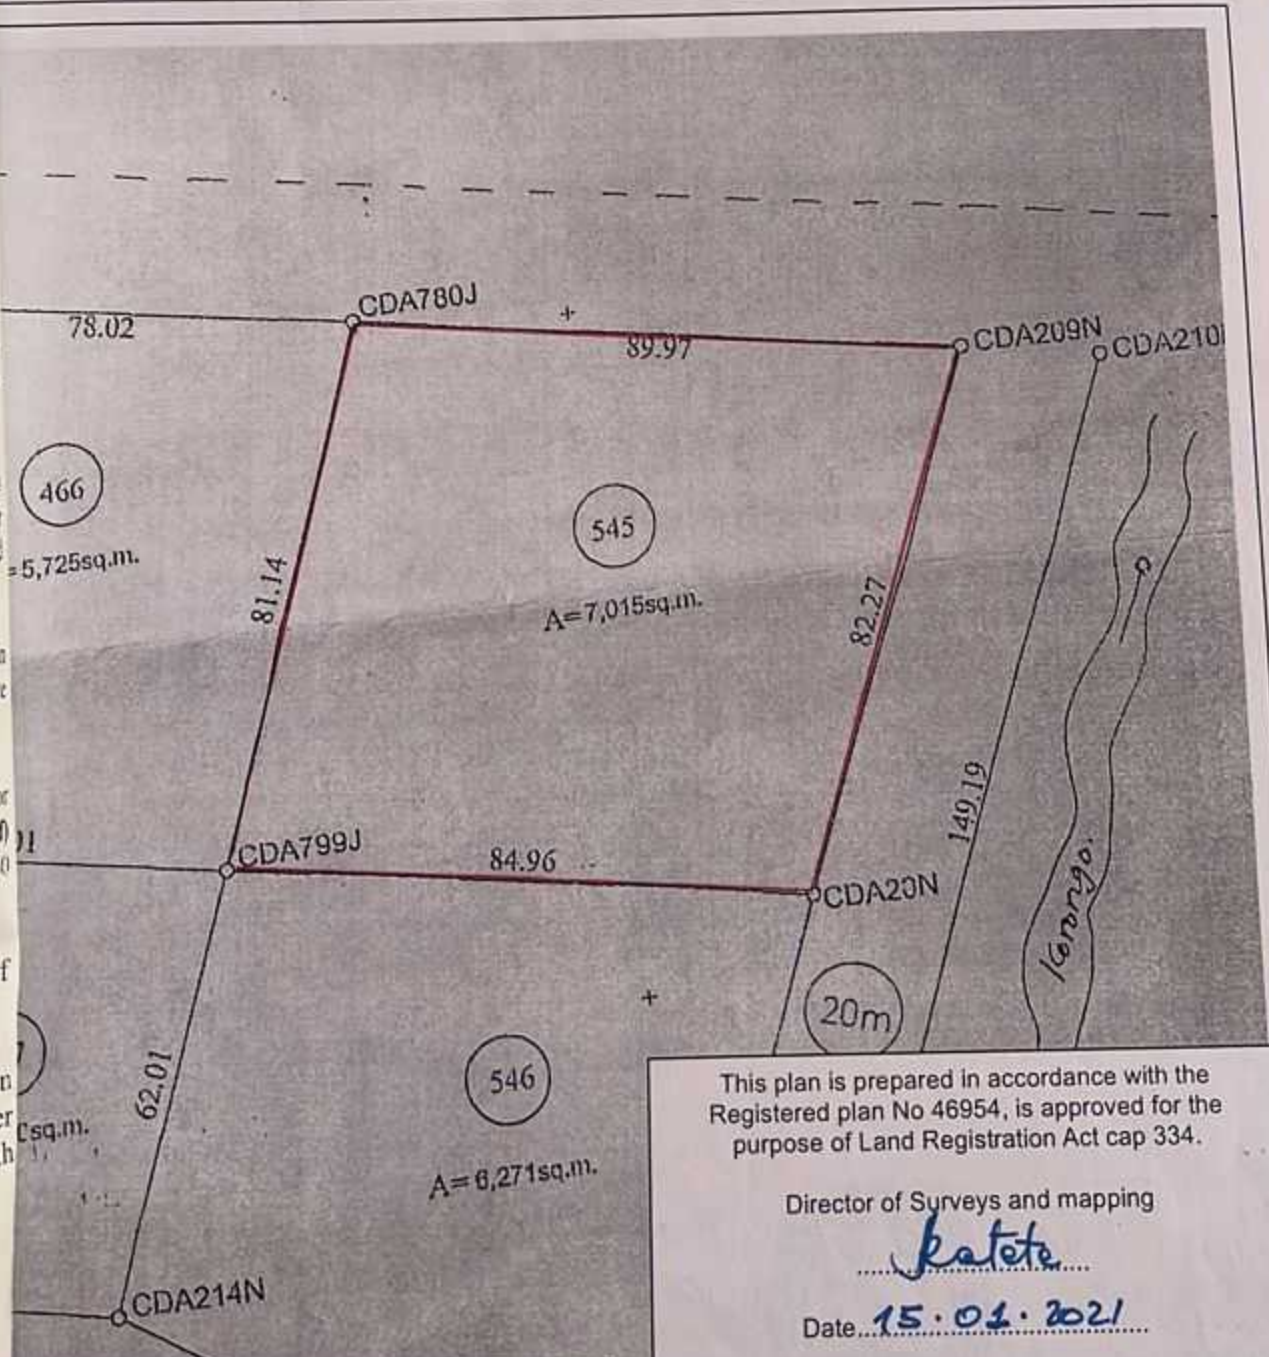 CDA780J
78.02
89.97
CDA209N
CDA210
466
545
=5,725sq.m.
81.14
A=7,015sq.m.
82.27
149.19
CDA799J
84.96
CDA20N
Korongo.
20m
62.01
546
sq.m.
A=6,271sq.m.
CDA214N
This plan is prepared in accordance with the
Registered plan No 46954, is approved for the
purpose of Land Registration Act cap 334.
Director of Surveys and mapping
Katete
Date...15.01.2021